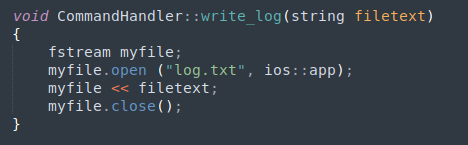 void CommandHandler::write_log(string filetext)
{
    fstream myfile;
    myfile.open ("log.txt", ios::app);
    myfile << filetext;
    myfile.close();
}